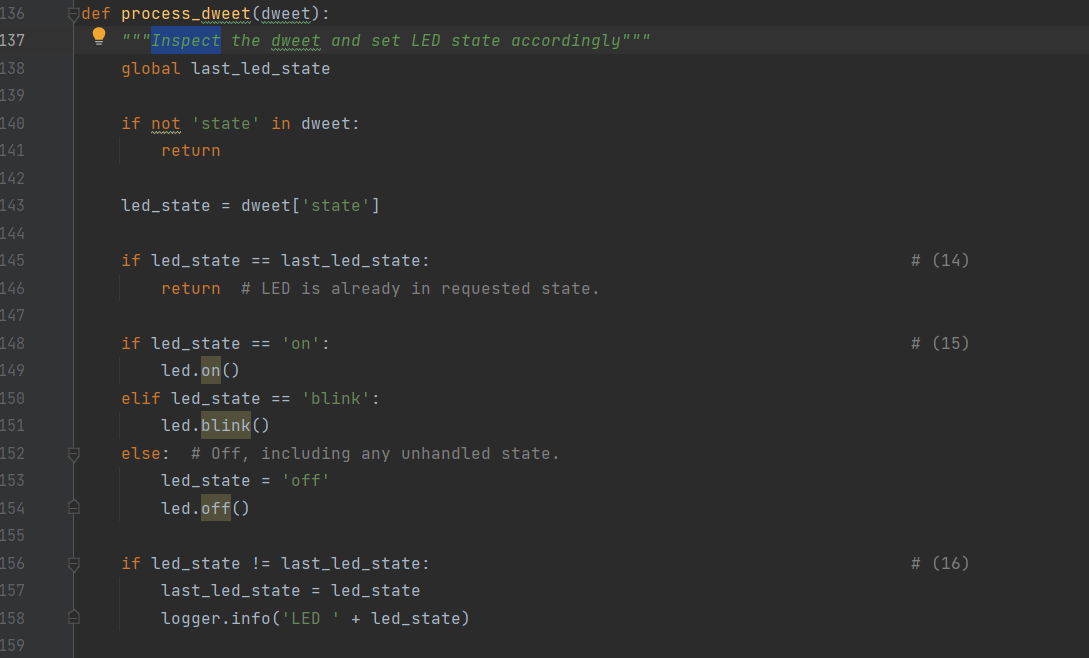 136 def process_dweet(dweet):
137     """Inspect the dweet and set LED state accordingly"""
138     global last_led_state
139
140     if not 'state' in dweet:
141         return
142
143     led_state = dweet['state']
144
145     if led_state == last_led_state:                                                # (14)
146         return  # LED is already in requested state.
147
148     if led_state == 'on':                                                          # (15)
149         led.on()
150     elif led_state == 'blink':
151         led.blink()
152     else:  # Off, including any unhandled state.
153         led_state = 'off'
154         led.off()
155
156     if led_state != last_led_state:                                                # (16)
157         last_led_state = led_state
158         logger.info('LED ' + led_state)
159